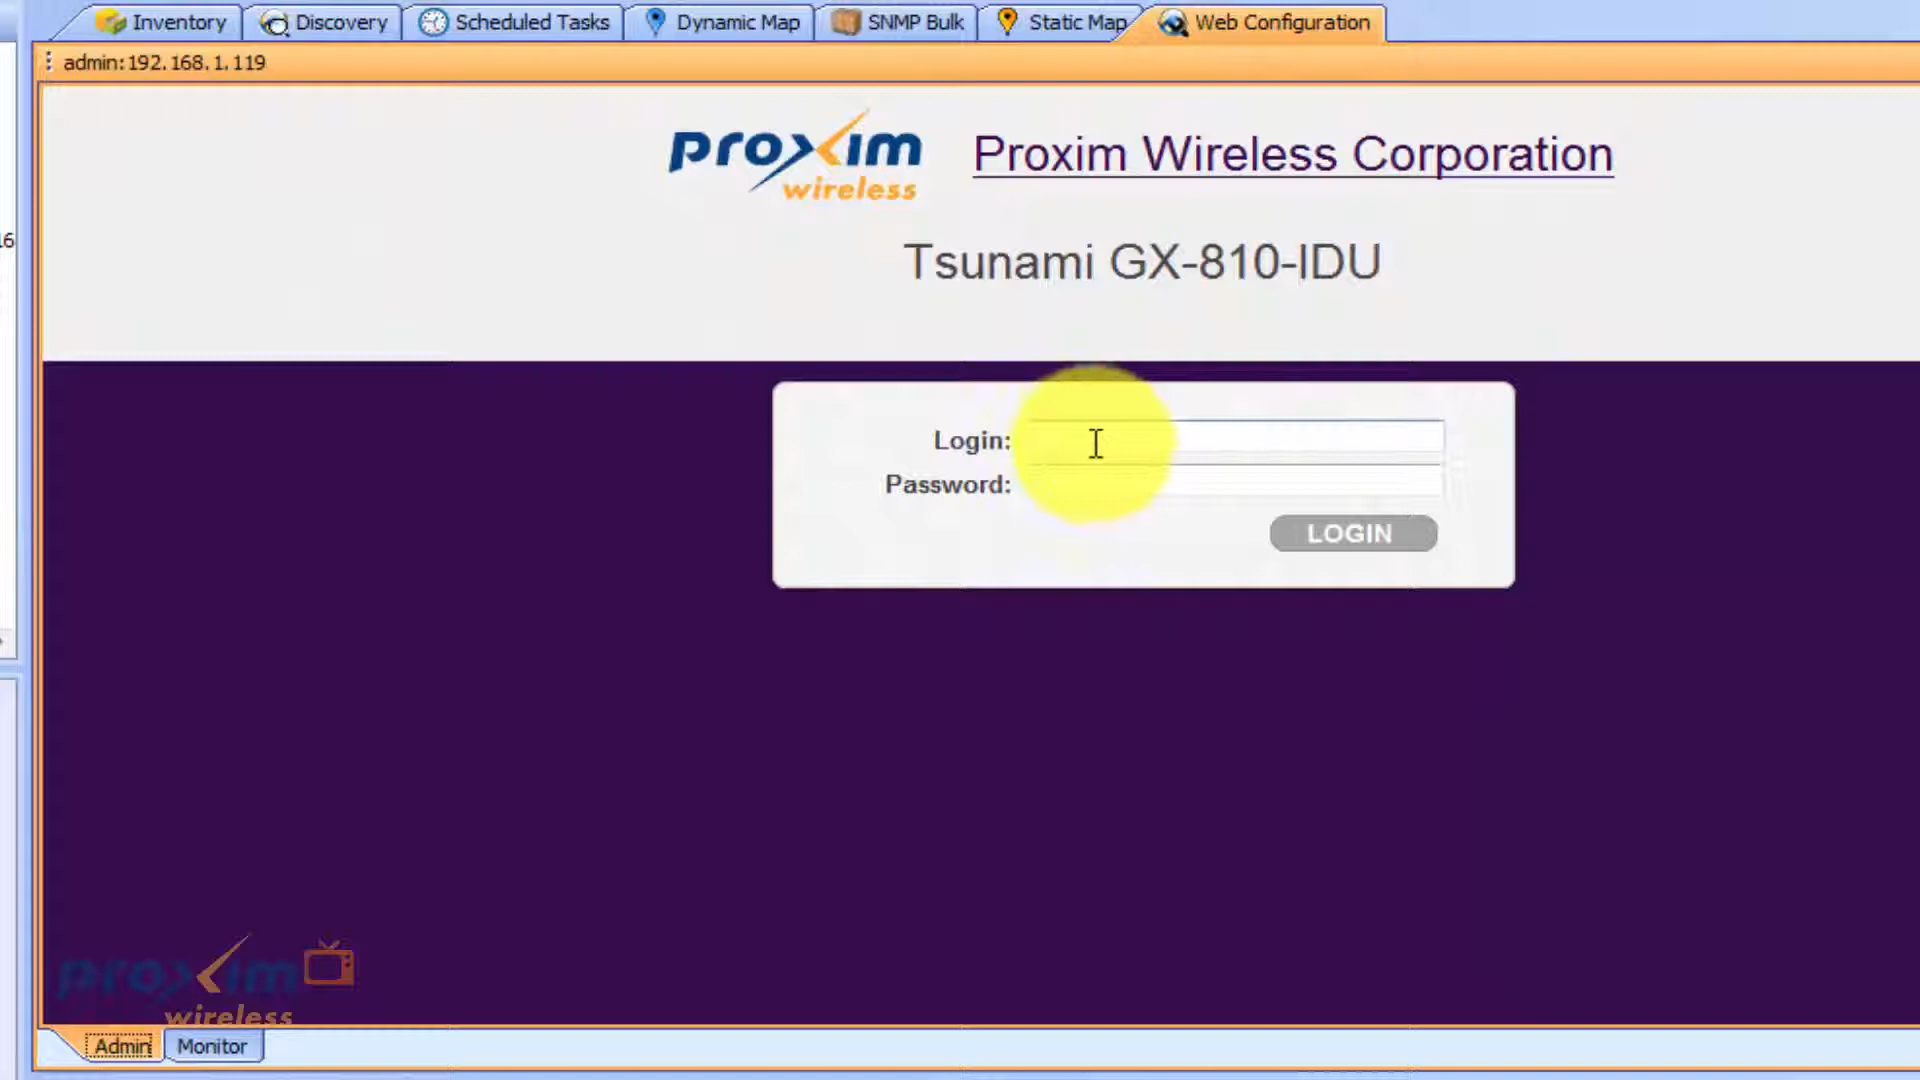 Inventory Discovery Scheduled Tasks Dynamic Map SNMP Bulk Static Map Web Configuration
admin:192.168.1.119
proxim
wireless
Proxim Wireless Corporation
Tsunami GX-810-IDU
16
Login:
Password:
LOGIN
proxim
wireless
Admin Monitor